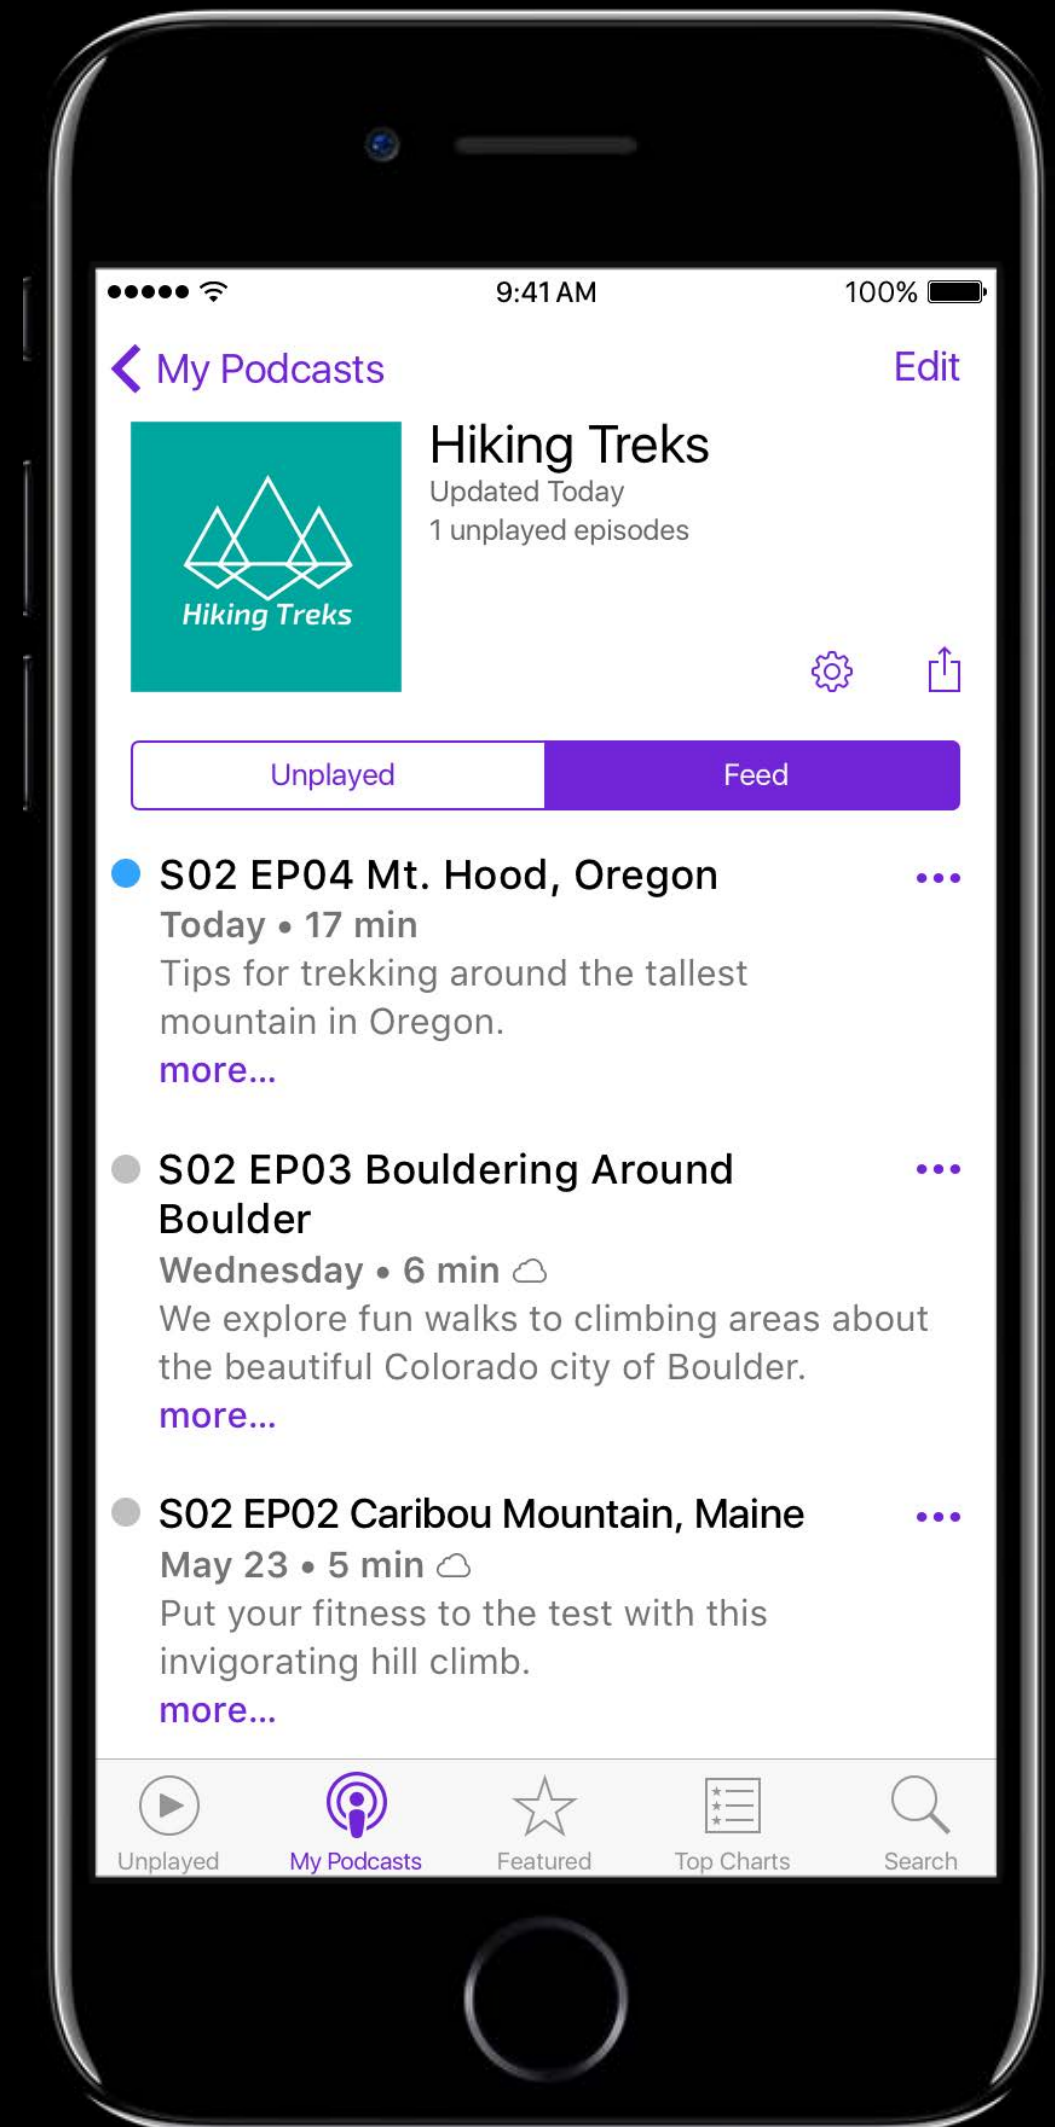 9:41 AM
100%
My Podcasts
Edit
Hiking Treks
Hiking Treks
Updated Today
1 unplayed episodes
Unplayed
Feed
S02 EP04 Mt. Hood, Oregon
Today • 17 min
Tips for trekking around the tallest
mountain in Oregon.
more...
S02 EP03 Bouldering Around
Boulder
Wednesday • 6 min
We explore fun walks to climbing areas about
the beautiful Colorado city of Boulder.
more...
S02 EP02 Caribou Mountain, Maine
May 23 • 5 min
Put your fitness to the test with this
invigorating hill climb.
more...
Unplayed
My Podcasts
Featured
Top Charts
Search